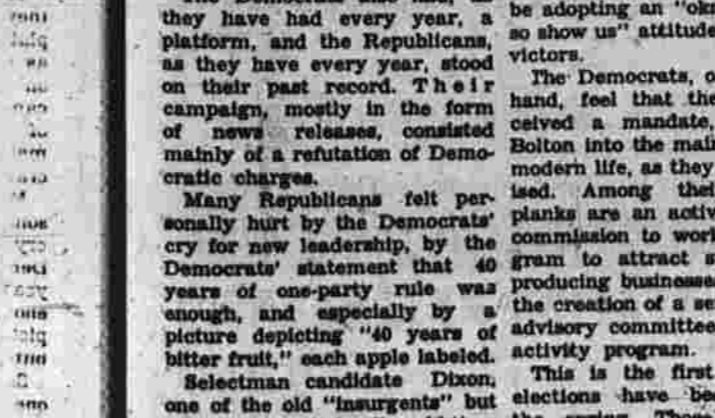 they have had every year, a
platform, and the Republicans,
as they have every year, stood
on their past record. Their
campaign, mostly in the form
of news releases, consisted
mainly of a refutation of Demo-
cratic charges.
Many Republicans felt per-
sonally hurt by the Democrats'
cry for new leadership, by the
Democrats' statement that 40
years of one-party rule was
enough, and especially by a
picture depicting "40 years of
bitter fruit," each apple labeled.
Selectman candidate Dixon,
one of the old "insurgents" but
be adopting an
so show us" attitude
victors.
The Democrats,
hand, feel that
ceived a mandate,
Bolton into the
modern life, as they
ised. Among
planks are an
commission to
gram to attract
producing
the creation of a
advisory committee
activity program.
This is the first
elections have